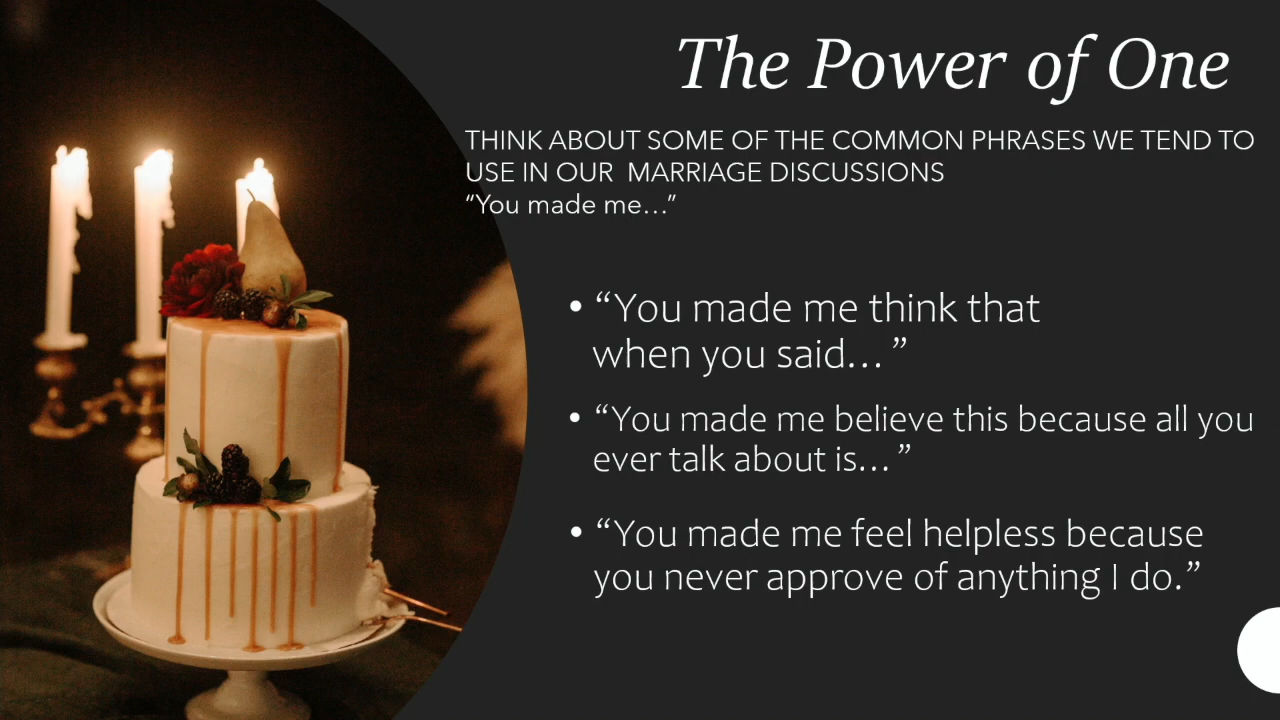 The Power of One
THINK ABOUT SOME OF THE COMMON PHRASES WE TEND TO
USE IN OUR  MARRIAGE DISCUSSIONS
“You made me…”
• “You made me think that
when you said… ”
• “You made me believe this because all you
ever talk about is… ”
• “You made me feel helpless because
you never approve of anything I do.”